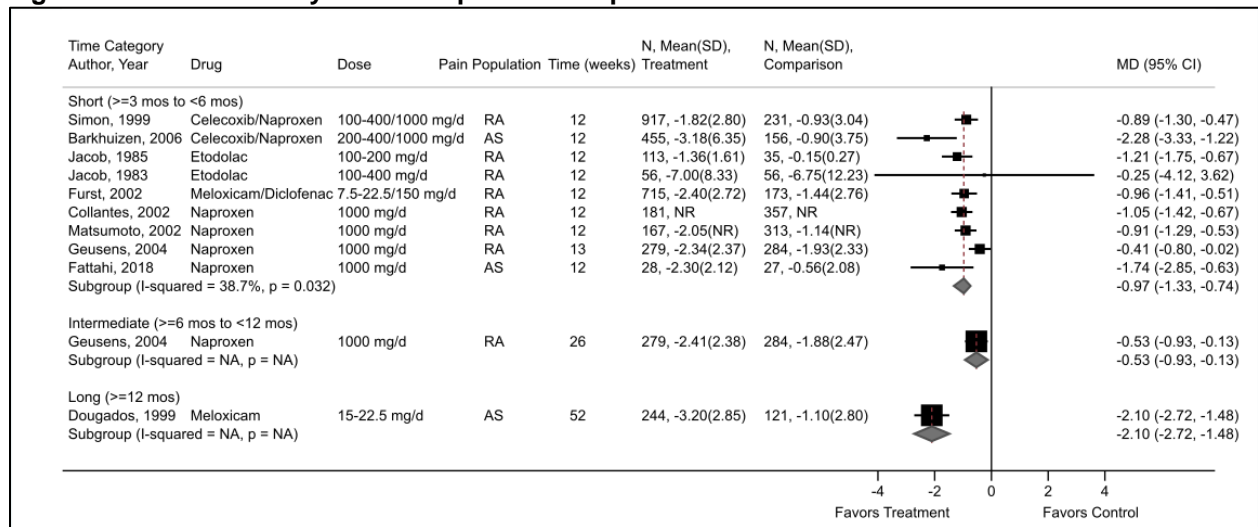 Time Category N, Mean(SD), N, Mean(SD),
Author, Year Drug Dose Pain Population Time (weeks) Treatment Comparison MD (95% CI)
Short (>=3 mos to <6 mos)
Simon, 1999 Celecoxib/Naproxen 100-400/1000 mg/d RA 12 917, -1.82(2.80) 231, -0.93(3.04) -0.89 (-1.30, -0.47)
Barkhuizen, 2006 Celecoxib/Naproxen 200-400/1000 mg/d AS 12 455, -3.18(6.35) 156, -0.90(3.75) -2.28 (-3.33, -1.22)
Jacob, 1985 Etodolac 100-200 mg/d RA 12 113, -1.36(1.61) 35, -0.15(0.27) -1.21 (-1.75, -0.67)
Jacob, 1983 Etodolac 100-400 mg/d RA 12 56, -7.00(8.33) 56, -6.75(12.23) -0.25 (-4.12, 3.62)
Furst, 2002 Meloxicam/Diclofenac 7.5-22.5/150 mg/d RA 12 715, -2.40(2.72) 173, -1.44(2.76) -0.96 (-1.41, -0.51)
Collantes, 2002 Naproxen 1000 mg/d RA 12 181, NR 357, NR -1.05 (-1.42, -0.67)
Matsumoto, 2002 Naproxen 1000 mg/d RA 12 167, -2.05(NR) 313, -1.14(NR) -0.91 (-1.29, -0.53)
Geusens, 2004 Naproxen 1000 mg/d RA 13 279, -2.34(2.37) 284, -1.93(2.33) -0.41 (-0.80, -0.02)
Fattahi, 2018 Naproxen 1000 mg/d AS 12 28, -2.30(2.12) 27, -0.56(2.08) -1.74 (-2.85, -0.63)
Subgroup (I-squared = 38.7%, p = 0.032) -0.97 (-1.33, -0.74)
Intermediate (>=6 mos to <12 mos)
Geusens, 2004 Naproxen 1000 mg/d RA 26 279, -2.41(2.38) 284, -1.88(2.47) -0.53 (-0.93, -0.13)
Subgroup (I-squared = NA, p = NA) -0.53 (-0.93, -0.13)
Long (>=12 mos)
Dougados, 1999 Meloxicam 15-22.5 mg/d AS 52 244, -3.20(2.85) 121, -1.10(2.80) -2.10 (-2.72, -1.48)
Subgroup (I-squared = NA, p = NA) -2.10 (-2.72, -1.48)
-4 -2 0 2 4
Favors Treatment Favors Control